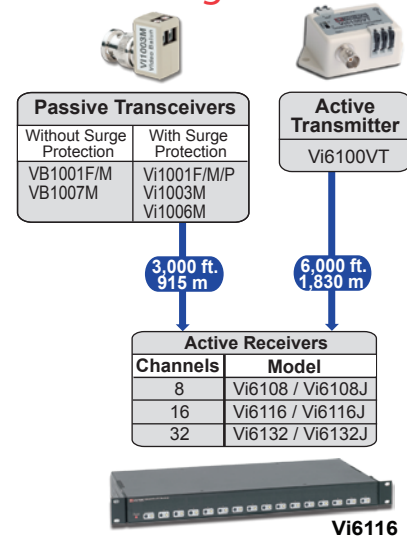 Vi1003M
Passive Transceivers
Without Surge Protection
With Surge Protection
VB1001F/M
VB1007M
Vi1001F/M/P
Vi1003M
Vi1006M
Active Transmitter
Vi6100VT
3,000 ft.
915 m
6,000 ft.
1,830 m
Active Receivers
Channels Model
8 Vi6108 / Vi6108J
16 Vi6116 / Vi6116J
32 Vi6132 / Vi6132J
Vi6116